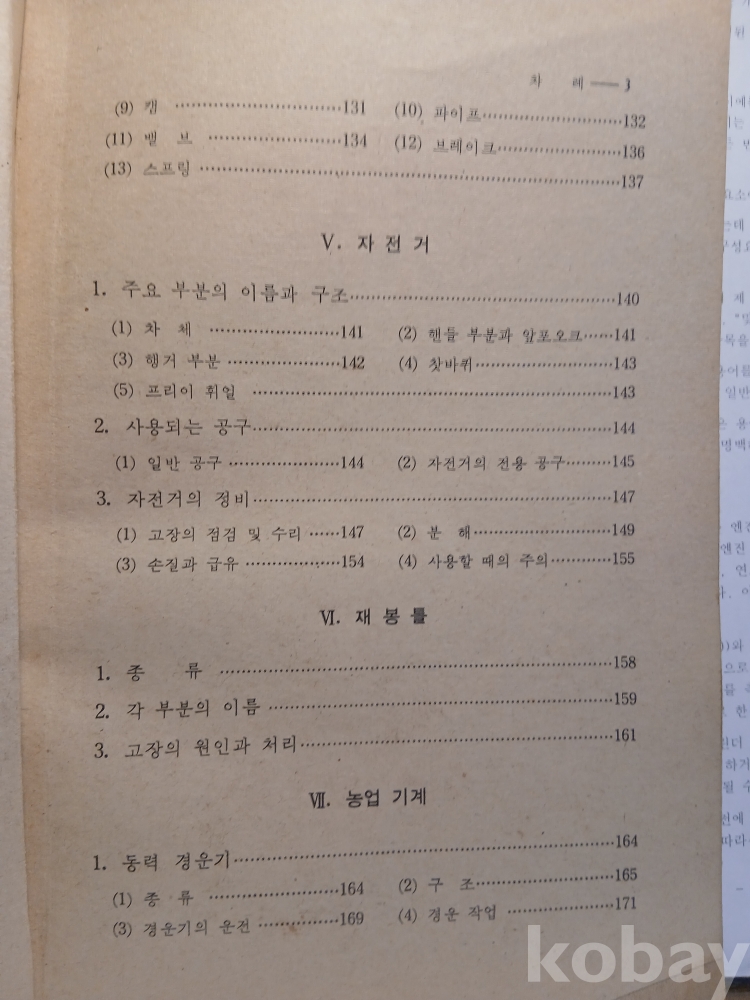 차 례 ── 3
(9) 캠 ……………………131 (10) 파이프……………………132
(11) 밸 브 ……………………134 (12) 브레이크……………………136
(13) 스프링 ……………………………………………………137
Ⅴ. 자전거
1. 주요 부분의 이름과 구조……………………………………140
(1) 차 체 ……………………141 (2) 핸들 부분과 앞포오크……141
(3) 행거 부분 ……………………142 (4) 찻바퀴……………………143
(5) 프리이 휘일 ……………………………………………………143
2. 사용되는 공구……………………………………………………144
(1) 일반 공구 ……………………144 (2) 자전거의 전용 공구………145
3. 자전거의 정비……………………………………………………147
(1) 고장의 점검 및 수리 ……147 (2) 분 해……………………149
(3) 손질과 급유 ………………154 (4) 사용할 때의 주의…………155
Ⅵ. 재봉틀
1. 종 류 ……………………………………………………158
2. 각 부분의 이름 ……………………………………………………159
3. 고장의 원인과 처리……………………………………………161
Ⅶ. 농업 기계
1. 동력 경운기……………………………………………………164
(1) 종 류 ……………………164 (2) 구 조……………………165
(3) 경운기의 운전 ……………169 (4) 경운 작업 ………………171
kobay